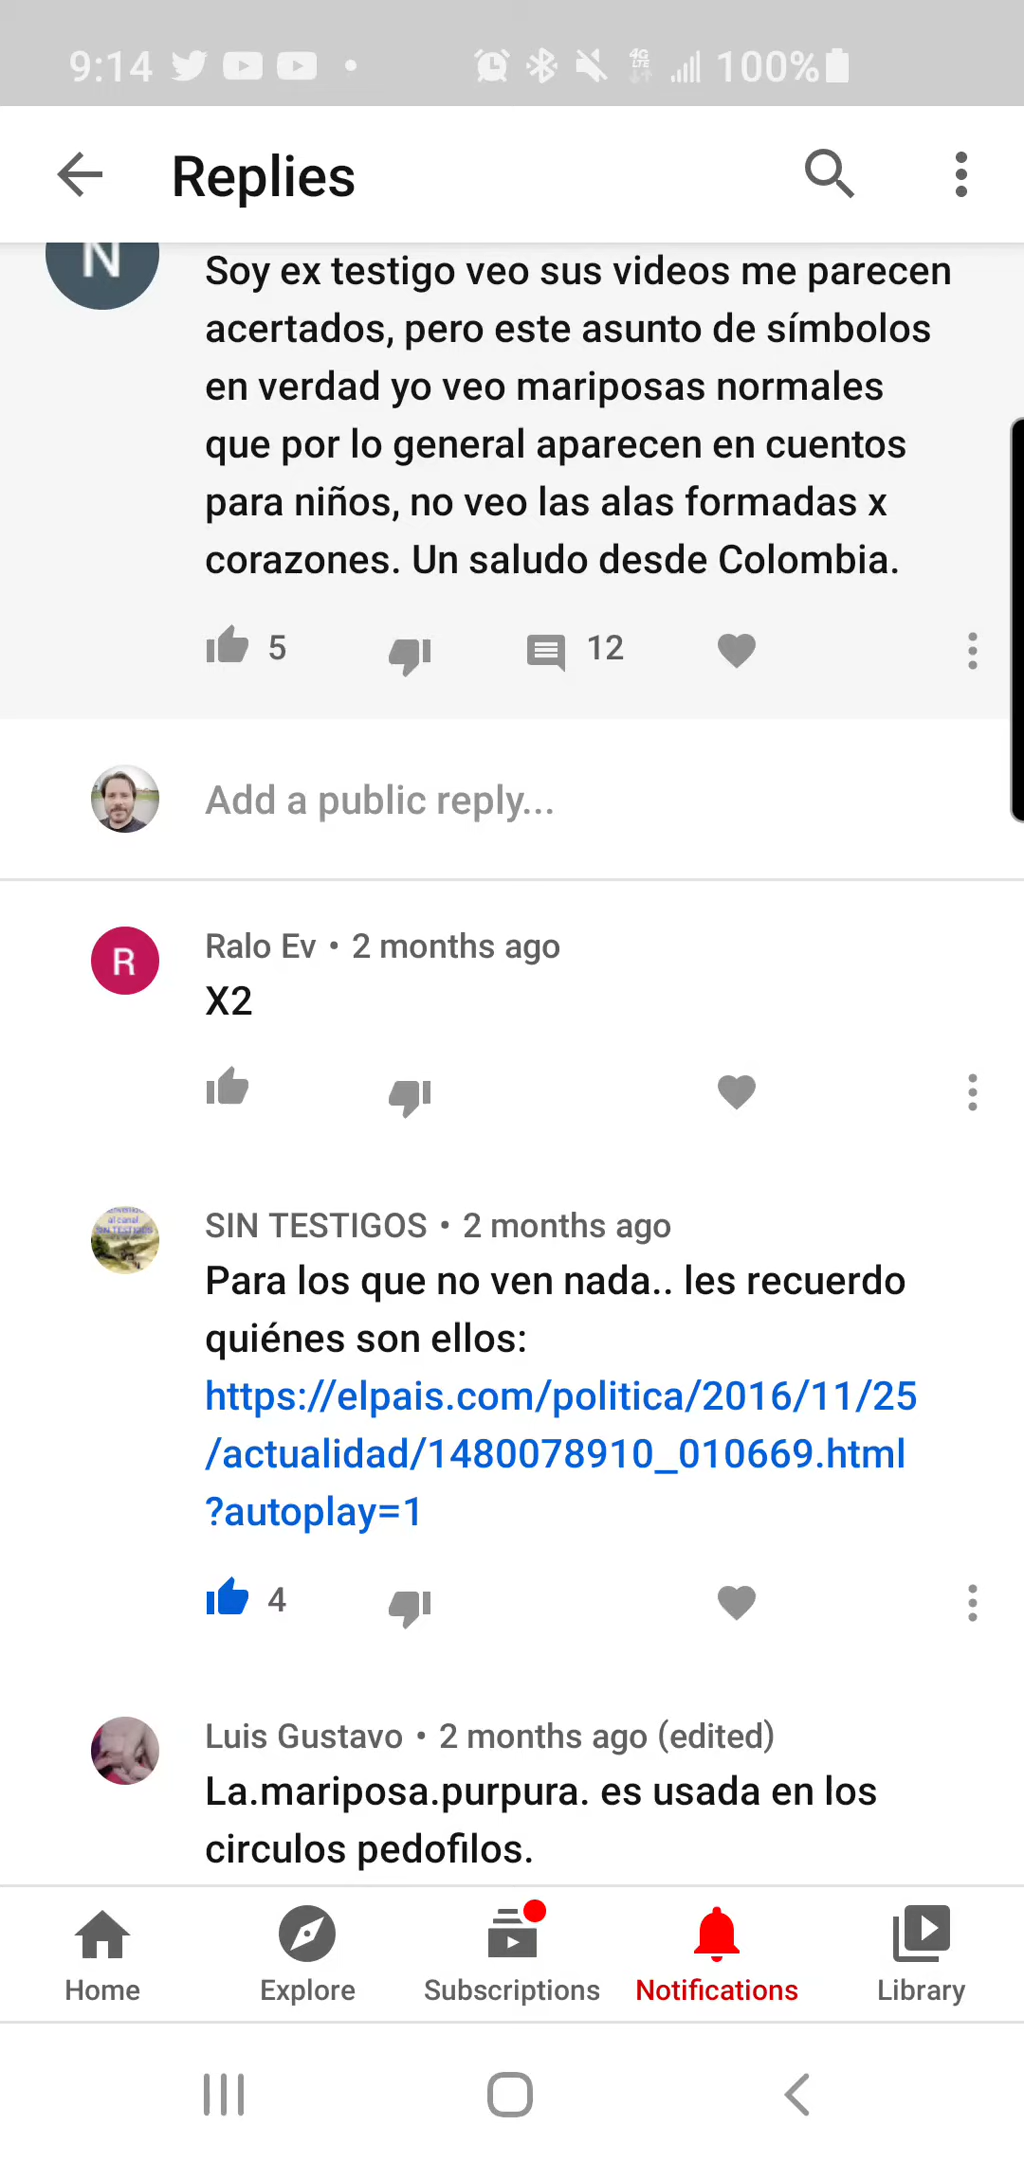 9:14 4G LTE 100%
Replies
N
Soy ex testigo veo sus videos me parecen
acertados, pero este asunto de símbolos
en verdad yo veo mariposas normales
que por lo general aparecen en cuentos
para niños, no veo las alas formadas x
corazones. Un saludo desde Colombia.
5 12
Add a public reply...
R
Ralo Ev • 2 months ago
X2
SIN TESTIGOS • 2 months ago
Para los que no ven nada.. les recuerdo
quiénes son ellos:
https://elpais.com/politica/2016/11/25
/actualidad/1480078910_010669.html
?autoplay=1
4
Luis Gustavo • 2 months ago (edited)
La.mariposa.purpura. es usada en los
circulos pedofilos.
Home Explore Subscriptions Notifications Library